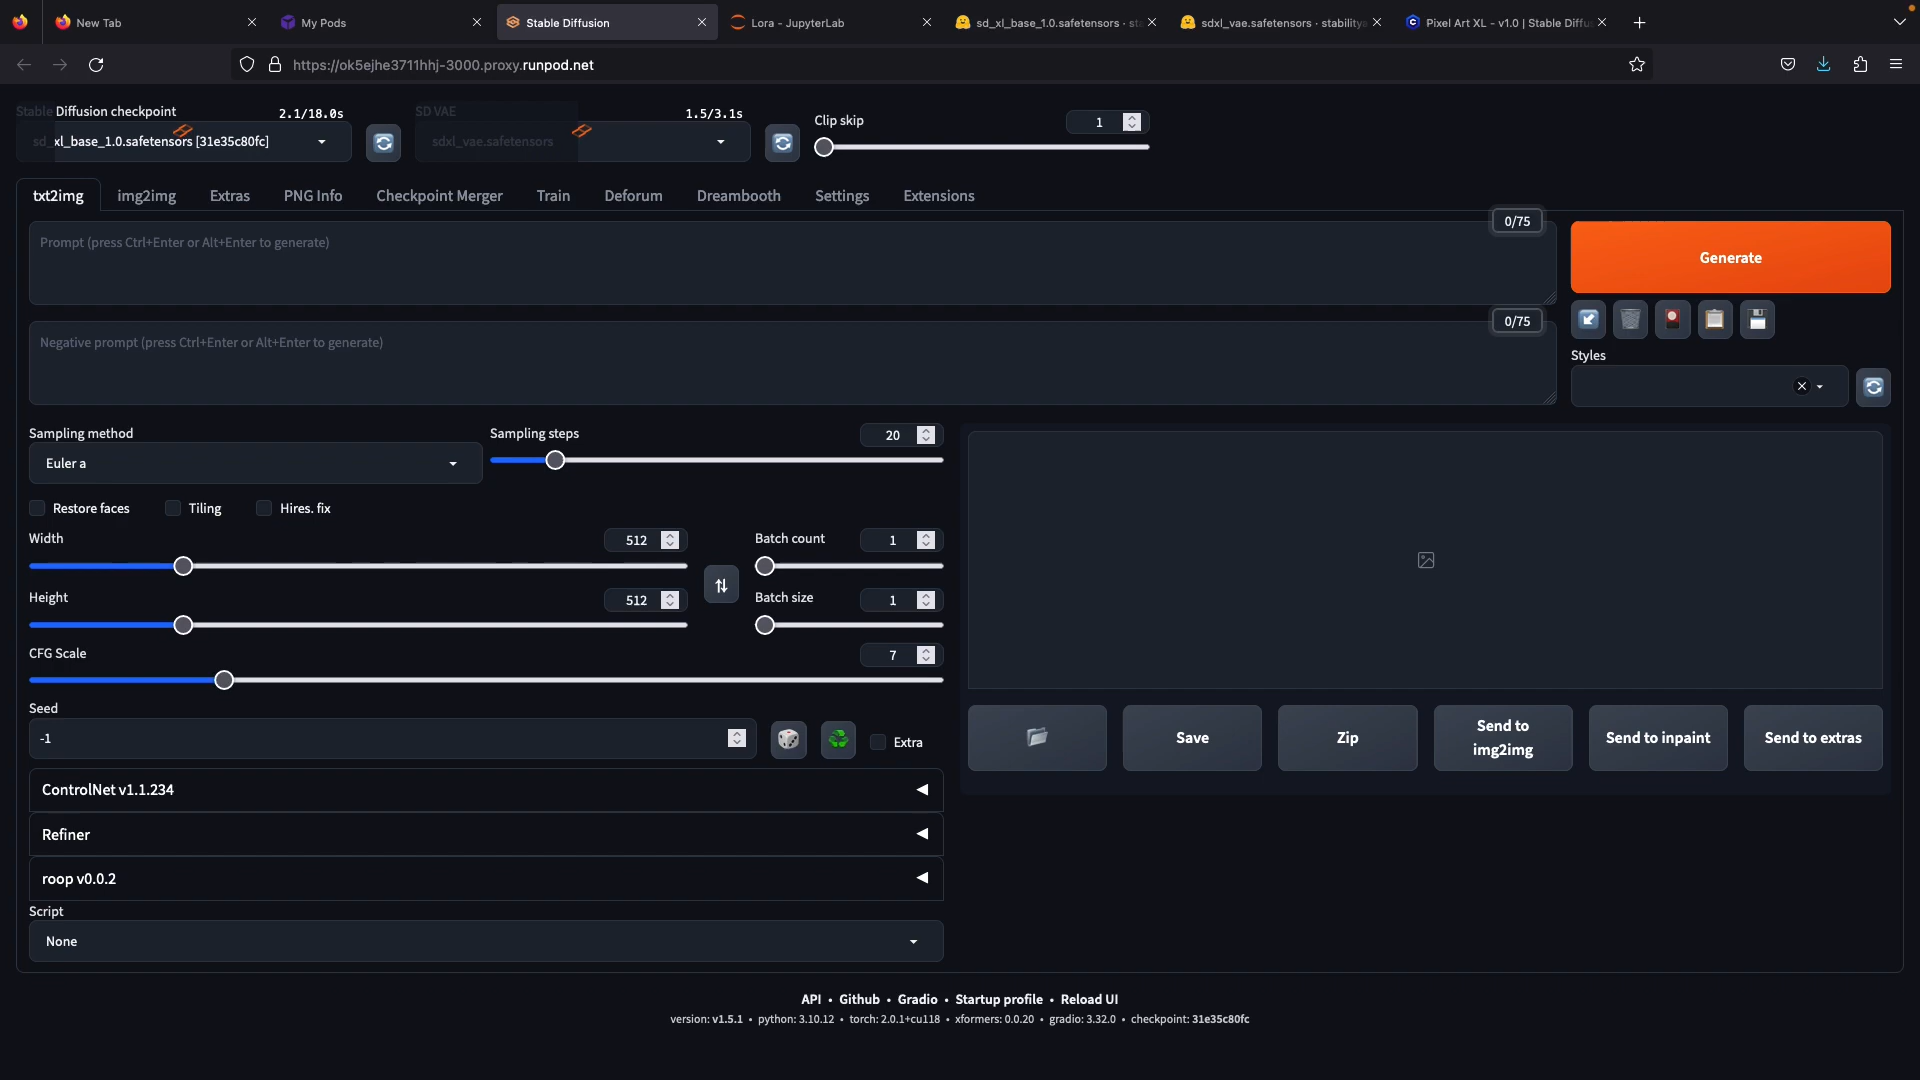 New Tab
My Pods
Stable Diffusion
Lora - JupyterLab
sd_xl_base_1.0.safetensors · sta
sdxl_vae.safetensors · stability
Pixel Art XL - v1.0 | Stable Diffus
https://ok5ejhe3711hhj-3000.proxy.runpod.net
Stable Diffusion checkpoint
2.1/18.0s
SD VAE
1.5/3.1s
Clip skip
1
sd_xl_base_1.0.safetensors [31e35c80fc]
sdxl_vae.safetensors
txt2img
img2img
Extras
PNG Info
Checkpoint Merger
Train
Deforum
Dreambooth
Settings
Extensions
0/75
Prompt (press Ctrl+Enter or Alt+Enter to generate)
Generate
0/75
Negative prompt (press Ctrl+Enter or Alt+Enter to generate)
Styles
Sampling method
Sampling steps
20
Euler a
Restore faces
Tiling
Hires. fix
Width
512
Batch count
1
Height
512
Batch size
1
CFG Scale
7
Seed
-1
Extra
Save
Zip
Send to
img2img
Send to inpaint
Send to extras
ControlNet v1.1.234
Refiner
roop v0.0.2
Script
None
API • Github • Gradio • Startup profile • Reload UI
version: v1.5.1 • python: 3.10.12 • torch: 2.0.1+cu118 • xformers: 0.0.20 • gradio: 3.32.0 • checkpoint: 31e35c80fc